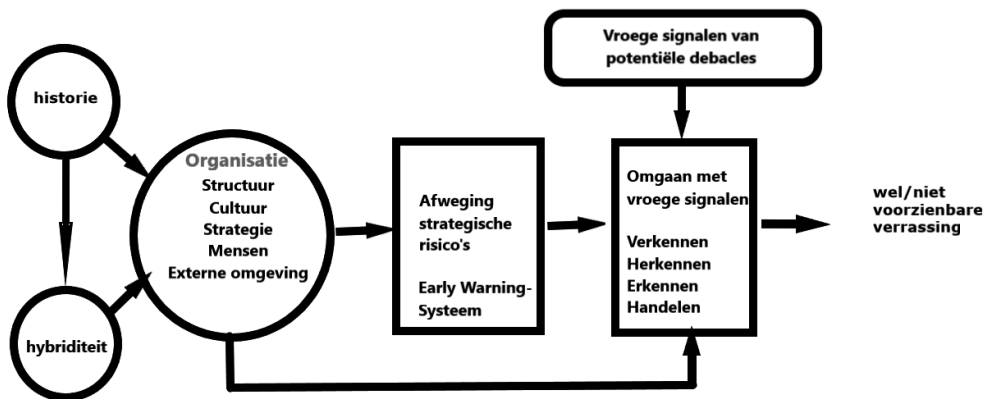 Vroege signalen van
potentiële debacles
historie
Organisatie
Structuur
Cultuur
Strategie
Mensen
Externe omgeving
hybriditeit
Afweging
strategische
risico's
Early Warning-
Systeem
Omgaan met
vroege signalen
Verkennen
Herkennen
Erkennen
Handelen
wel/niet
voorzienbare
verrassing